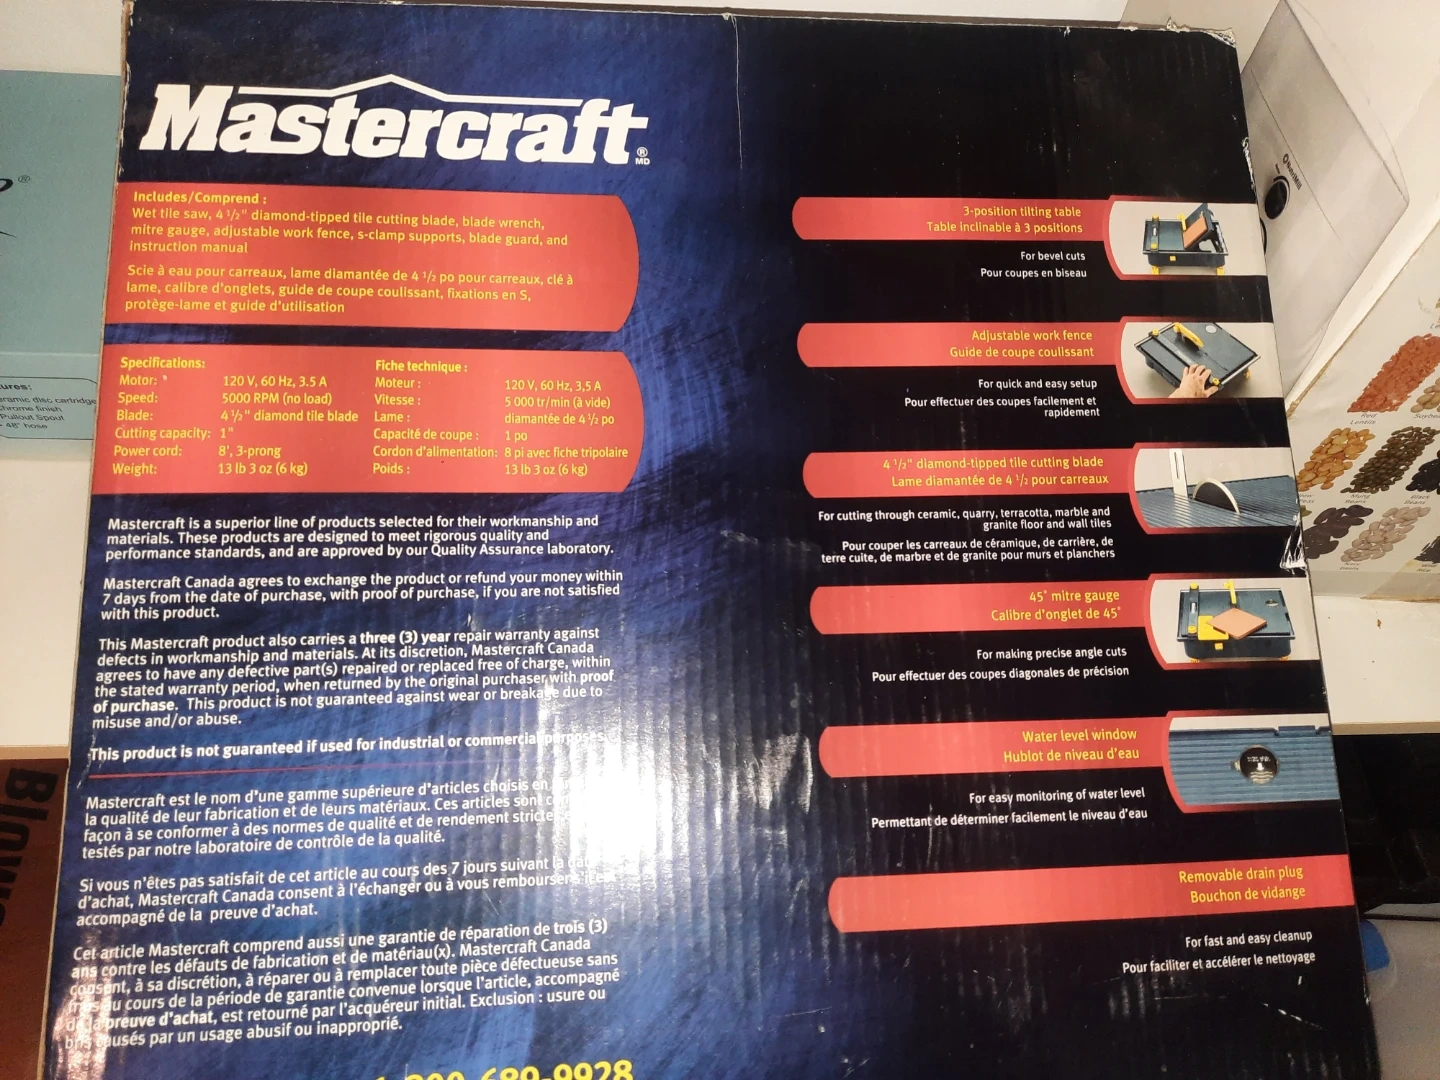 Mastercraft
®
MD
Includes/Comprend :
Wet tile saw, 4 1/2" diamond-tipped tile cutting blade, blade wrench,
mitre gauge, adjustable work fence, s-clamp supports, blade guard, and
instruction manual
Scie à eau pour carreaux, lame diamantée de 4 1/2 po pour carreaux, clé à
lame, calibre d'onglets, guide de coupe coulissant, fixations en S,
protège-lame et guide d'utilisation
Specifications:
Motor: 120 V, 60 Hz, 3.5 A
Speed: 5000 RPM (no load)
Blade: 4 1/2" diamond tile blade
Cutting capacity: 1"
Power cord: 8', 3-prong
Weight: 13 lb 3 oz (6 kg)
Fiche technique :
Moteur : 120 V, 60 Hz, 3,5 A
Vitesse : 5 000 tr/min (à vide)
Lame : diamantée de 4 1/2 po
Capacité de coupe : 1 po
Cordon d'alimentation: 8 pi avec fiche tripolaire
Poids : 13 lb 3 oz (6 kg)
Mastercraft is a superior line of products selected for their workmanship and
materials. These products are designed to meet rigorous quality and
performance standards, and are approved by our Quality Assurance laboratory.
Mastercraft Canada agrees to exchange the product or refund your money within
7 days from the date of purchase, with proof of purchase, if you are not satisfied
with this product.
This Mastercraft product also carries a three (3) year repair warranty against
defects in workmanship and materials. At its discretion, Mastercraft Canada
agrees to have any defective part(s) repaired or replaced free of charge, within
the stated warranty period, when returned by the original purchaser with proof
of purchase. This product is not guaranteed against wear or breakage due to
misuse and/or abuse.
This product is not guaranteed if used for industrial or commercial purposes.
Mastercraft est le nom d'une gamme supérieure d'articles choisis en
la qualité de leur fabrication et de leurs matériaux. Ces articles sont
façon à se conformer à des normes de qualité et de rendement
testés par notre laboratoire de contrôle de la qualité.
Si vous n'êtes pas satisfait de cet article au cours des 7 jours suivant la
d'achat, Mastercraft Canada consent à l'échanger ou à vous rembourser
accompagné de la preuve d'achat.
Cet article Mastercraft comprend aussi une garantie de réparation de trois (3)
ans contre les défauts de fabrication et de matériau(x). Mastercraft Canada
consent, à sa discrétion, à réparer ou à remplacer toute pièce défectueuse sans
frais au cours de la période de garantie convenue lorsque l'article, accompagné
de la preuve d'achat, est retourné par l'acquéreur initial. Exclusion : usure ou
bris causés par un usage abusif ou inapproprié.
689-9928
3-position tilting table
Table inclinable à 3 positions
For bevel cuts
Pour coupes en biseau
Adjustable work fence
Guide de coupe coulissant
For quick and easy setup
Pour effectuer des coupes facilement et
rapidement
4 1/2" diamond-tipped tile cutting blade
Lame diamantée de 4 1/2 pour carreaux
For cutting through ceramic, quarry, terracotta, marble and
granite floor and wall tiles
Pour couper les carreaux de céramique, de carrière, de
terre cuite, de marbre et de granite pour murs et planchers
45° mitre gauge
Calibre d'onglet de 45°
For making precise angle cuts
Pour effectuer des coupes diagonales de précision
Water level window
Hublot de niveau d'eau
For easy monitoring of water level
Permettant de déterminer facilement le niveau d'eau
Removable drain plug
Bouchon de vidange
For fast and easy cleanup
Pour faciliter et accélérer le nettoyage
ures:
eramic disc cartridge
hrome finish
Pullout Spout
48" hose
NutriMill
Red
Lentils
Mung
Beans
Black
Beans